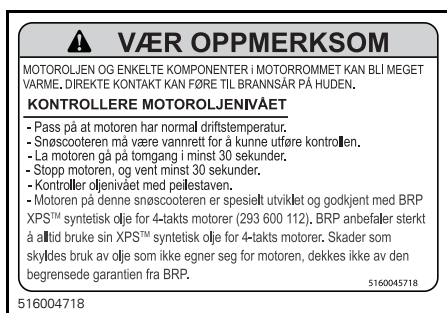 VÆR OPPMERKSOM
MOTOROLJEN OG ENKELTE KOMPONENTER i MOTORROMMET KAN BLI MEGET
VARME. DIREKTE KONTAKT KAN FØRE TIL BRANNSÅR PÅ HUDEN.
KONTROLLERE MOTOROLJENIVÅET
- Pass på at motoren har normal driftstemperatur.
- Snøscooteren må være vannrett for å kunne utføre kontrollen.
- La motoren gå på tomgang i minst 30 sekunder.
- Stopp motoren, og vent minst 30 sekunder.
- Kontroller oljenivået med peilestaven.
- Motoren på denne snøscooteren er spesielt utviklet og godkjent med BRP
XPS™ syntetisk olje for 4-takts motorer (293 600 112). BRP anbefaler sterkt
å alltid bruke sin XPS™ syntetisk olje for 4-takts motorer. Skader som
skyldes bruk av olje som ikke egner seg for motoren, dekkes ikke av den
begrensede garantien fra BRP.
5160045718
516004718